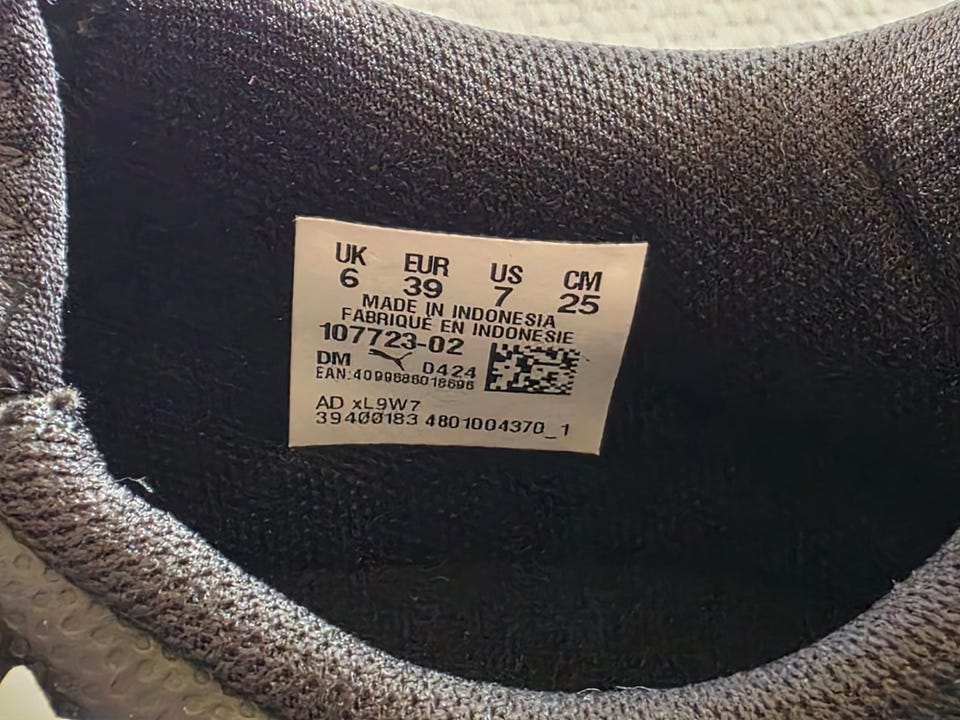 UK EUR US CM
6 39 7 25
MADE IN INDONESIA
FABRIQUÉ EN INDONESIE
107723-02
DM 0424
EAN:4099686018696
AD xL9W7
39400183 4801004370_1